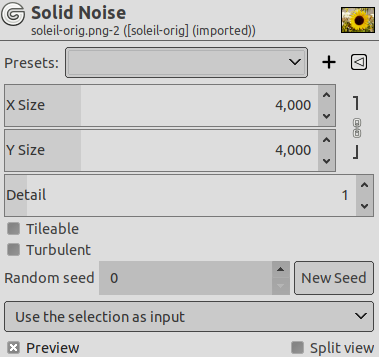 Solid Noise
soleil-orig.png-2 ([soleil-orig] (imported))
Presets:
X Size 4,000
Y Size 4,000
Detail 1
Tileable
Turbulent
Random seed 0 New Seed
Use the selection as input
Preview Split view